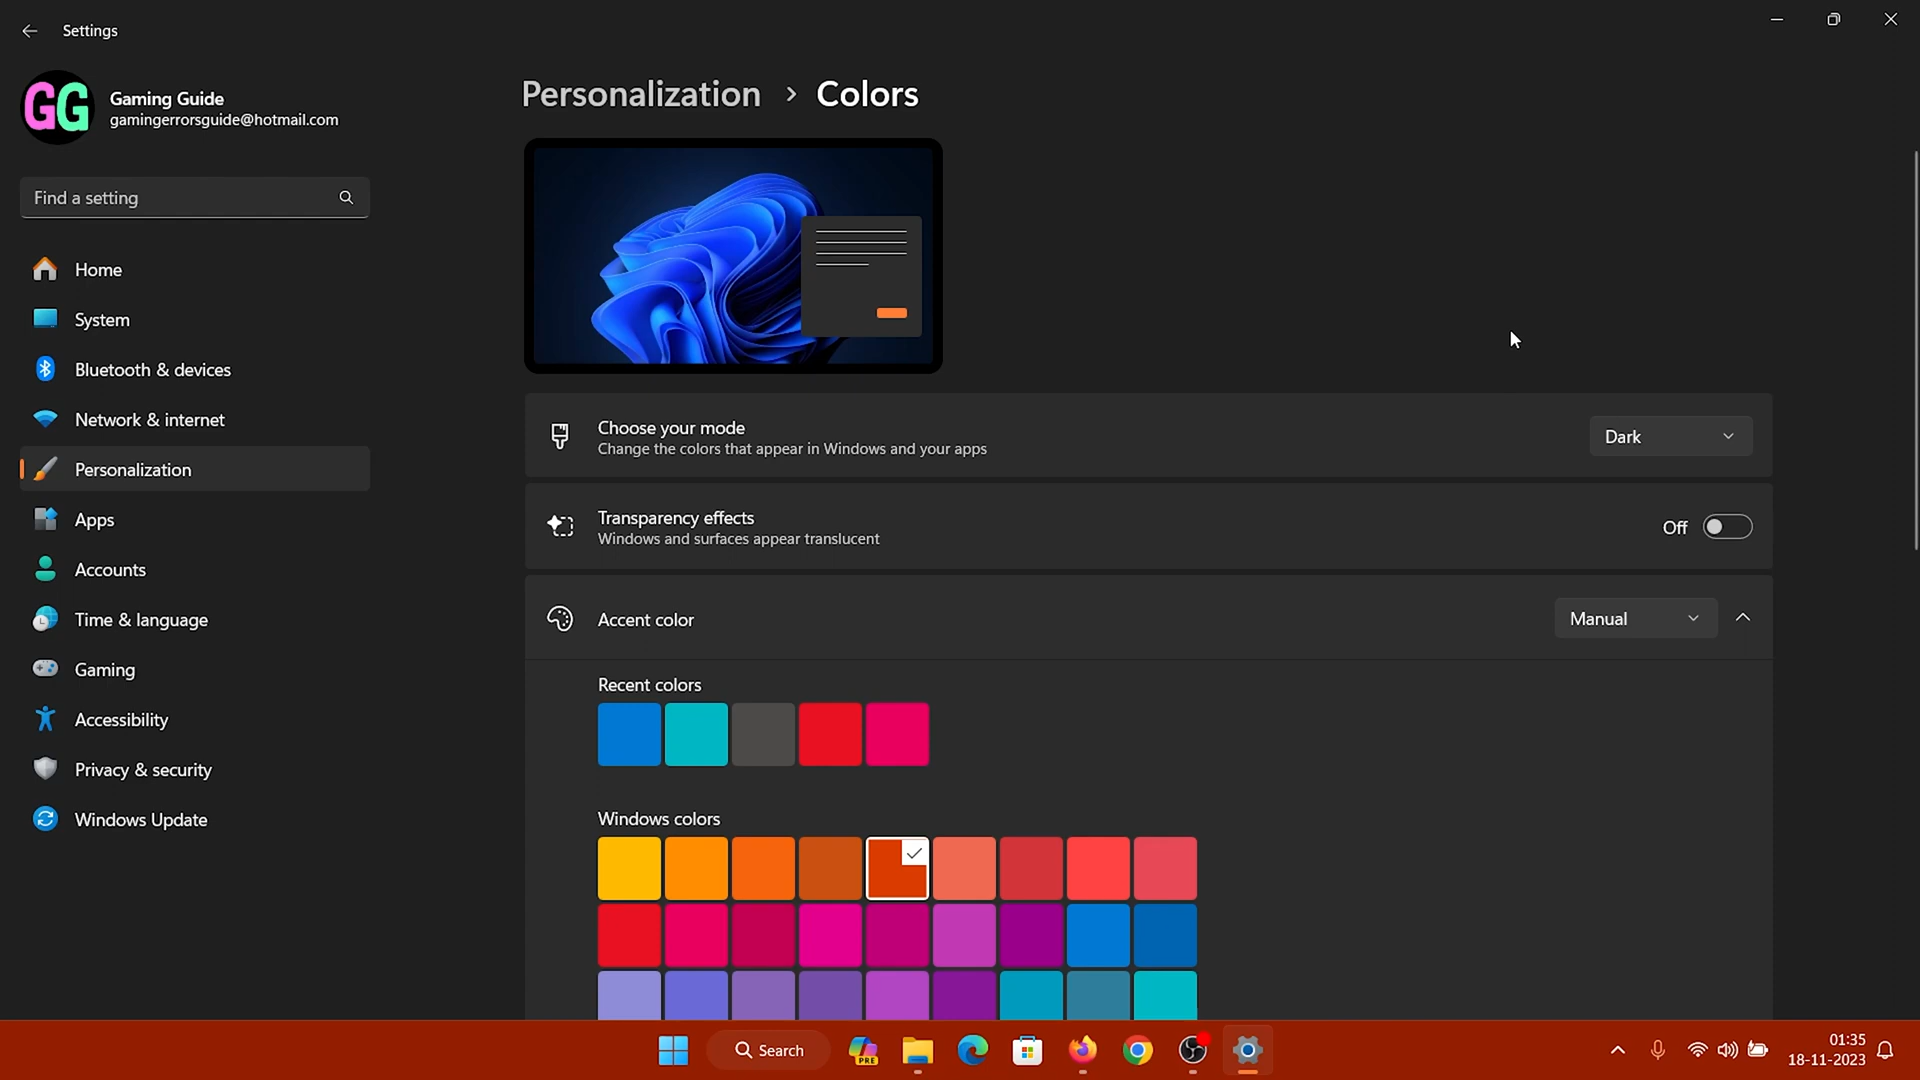 Settings
GG
Gaming Guide
gamingerrorsguide@hotmail.com
Find a setting
Home
System
Bluetooth & devices
Network & internet
Personalization
Apps
Accounts
Time & language
Gaming
Accessibility
Privacy & security
Windows Update
Personalization > Colors
Choose your mode
Change the colors that appear in Windows and your apps
Dark
Transparency effects
Windows and surfaces appear translucent
Off
Accent color
Manual
Recent colors
Windows colors
Search
PRE
01:35
18-11-2023